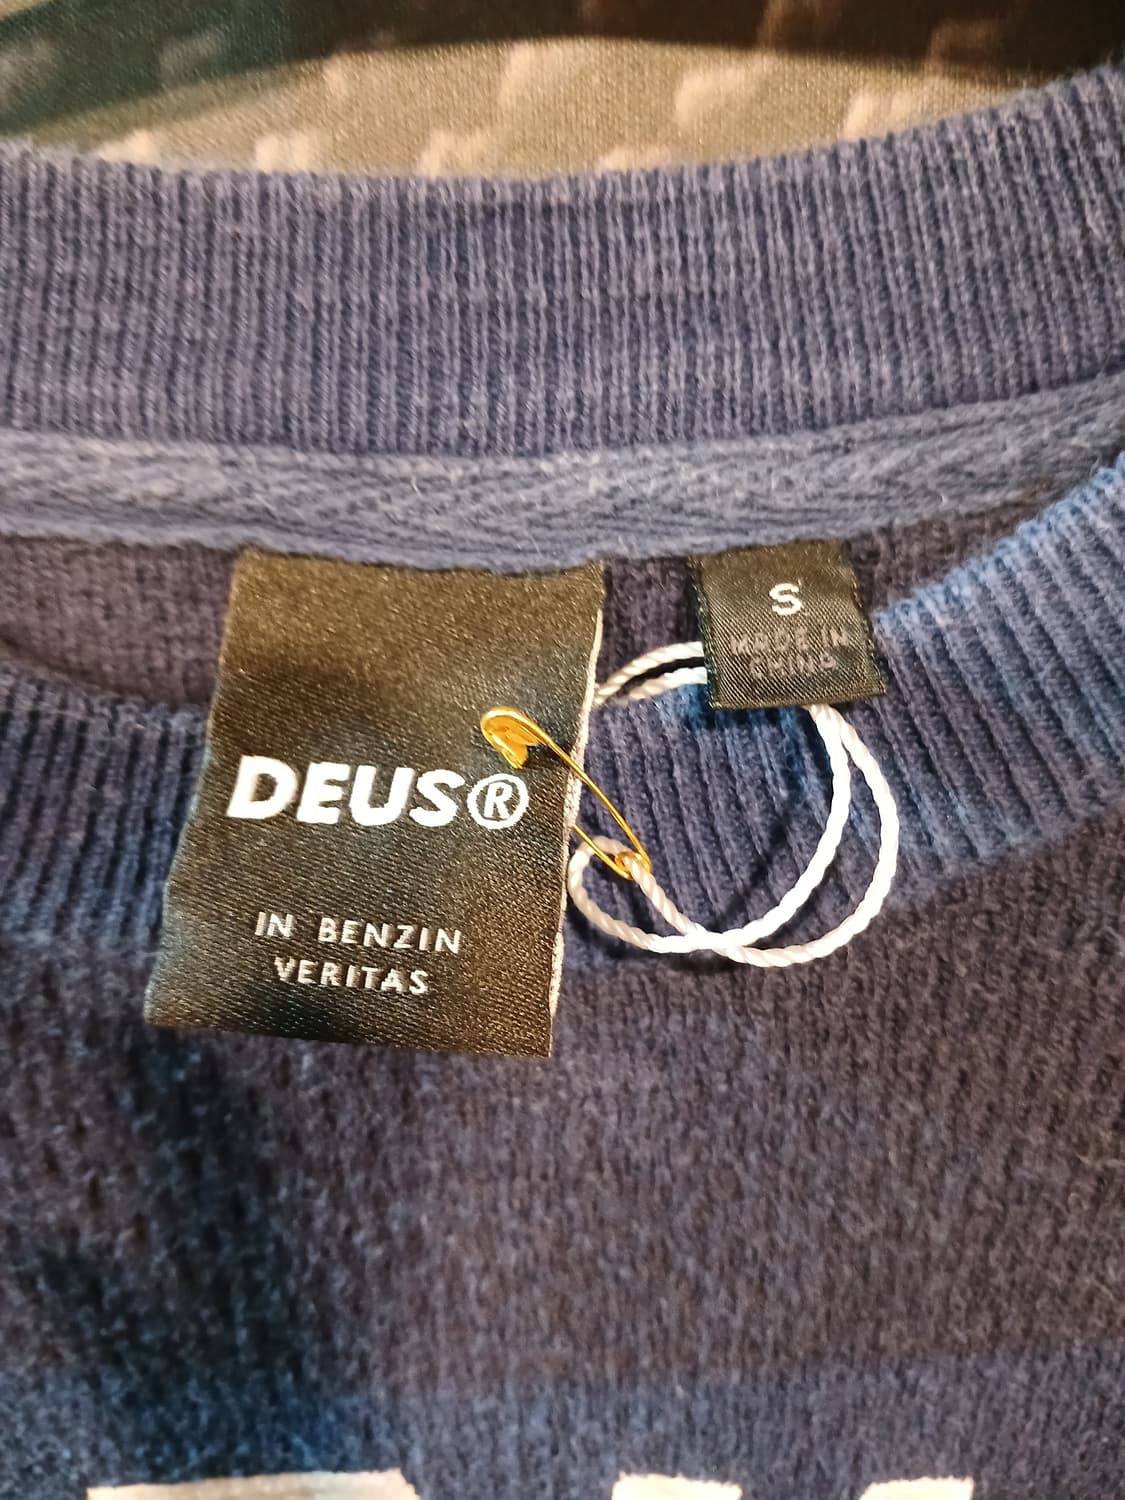 DEUS®
IN BENZIN
VERITAS
S
MADE IN
CHINA